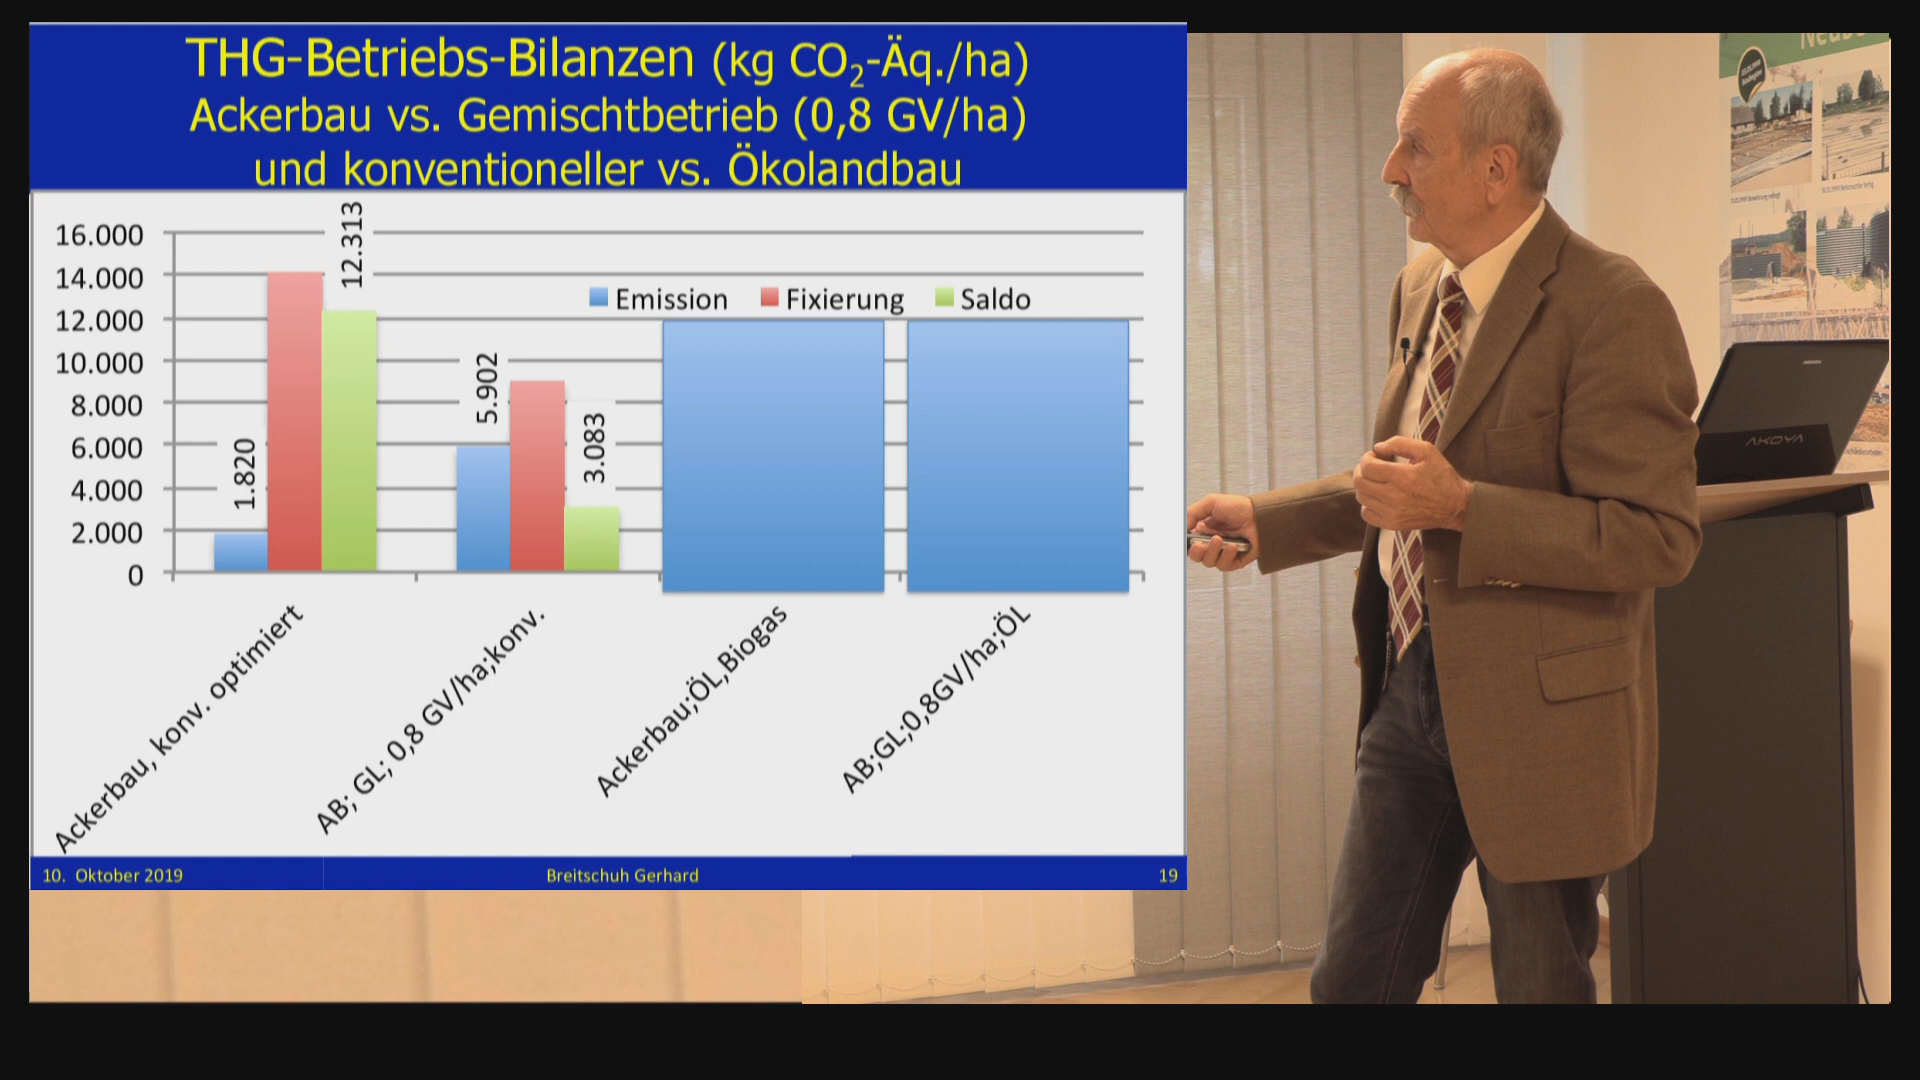 THG-Betriebs-Bilanzen (kg CO₂-Äq./ha)
Ackerbau vs. Gemischtbetrieb (0,8 GV/ha)
und konventioneller vs. Ökolandbau
16.000
14.000
12.000
10.000
8.000
6.000
4.000
2.000
0
Emission Fixierung Saldo
1.820
12.313
5.902
3.083
Ackerbau, konv. optimiert
AB; GL; 0,8 GV//ha;konv.
Ackerbau;ÖL,Biogas
AB;GL;0,8GV//ha;ÖL
10. Oktober 2019 Breitschuh Gerhard 19
AKOYA